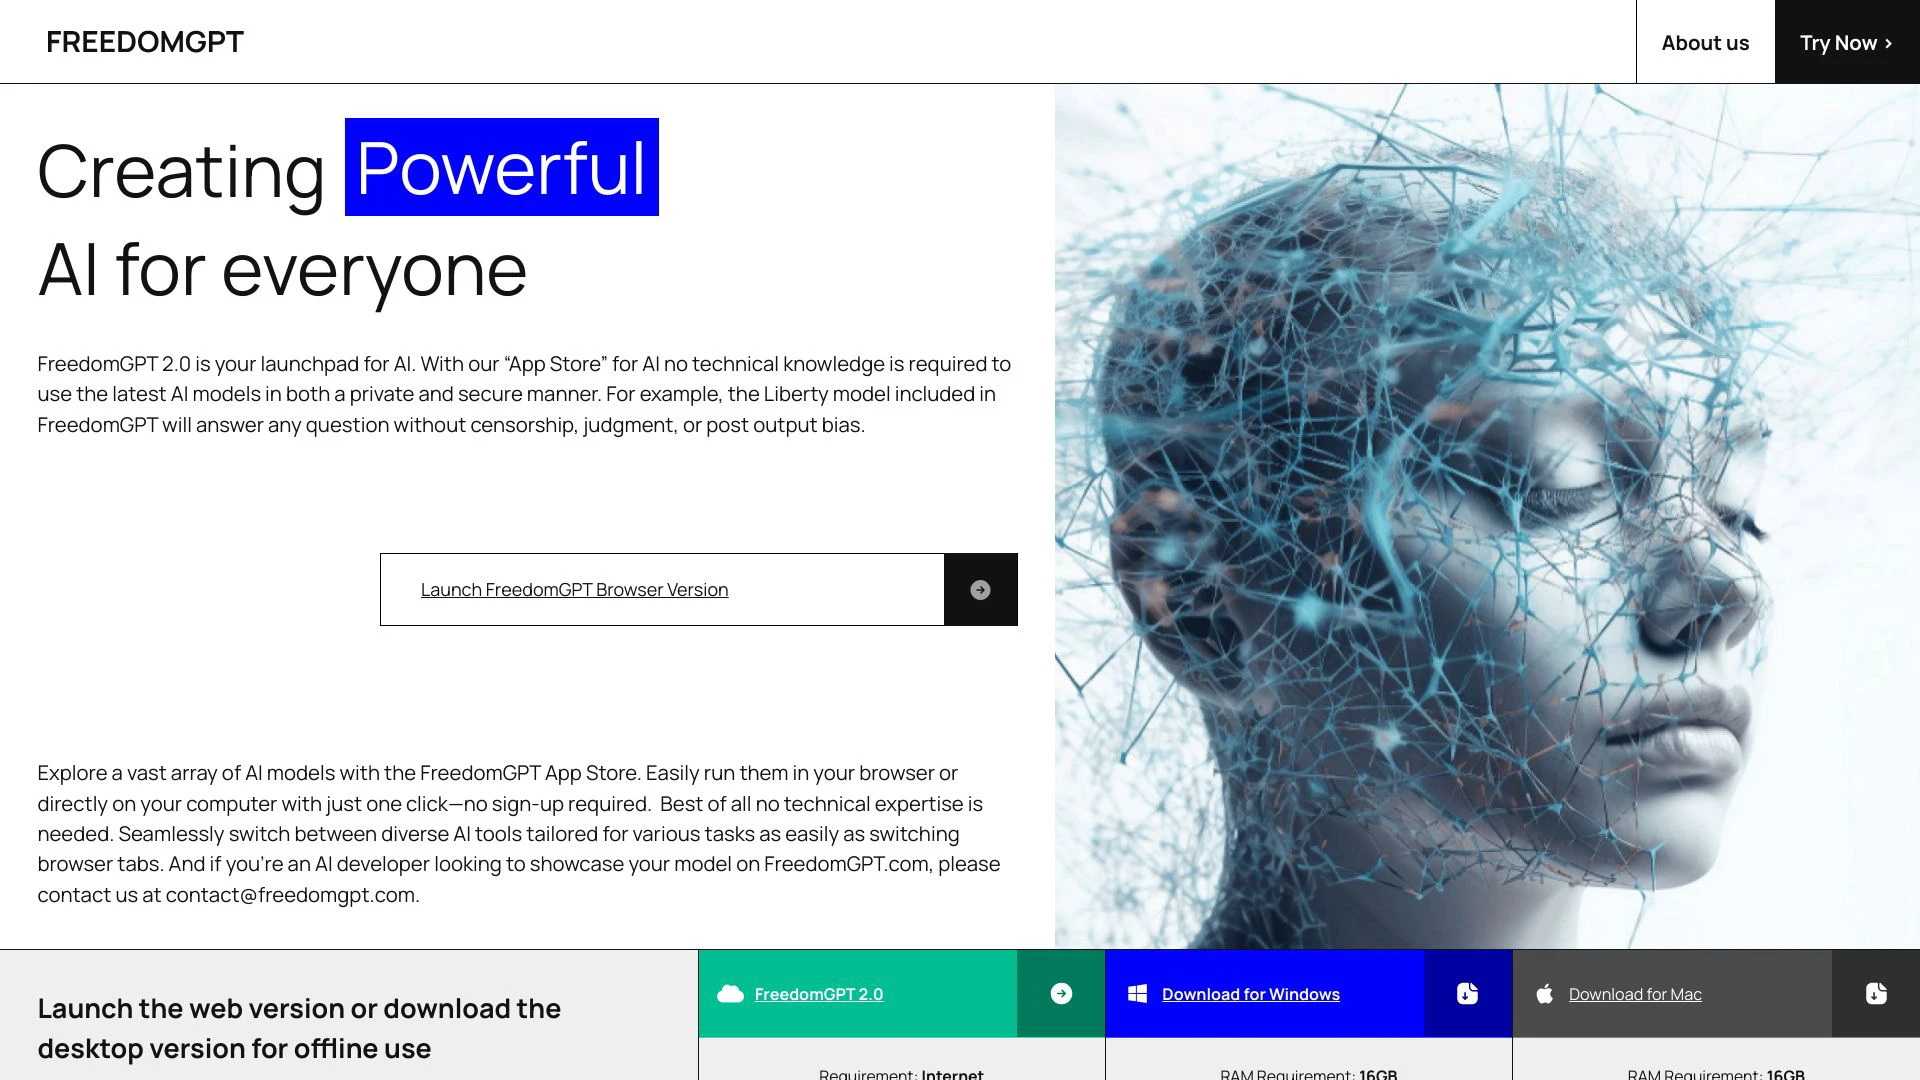 FREEDOMGPT
About us
Try Now ›
Creating Powerful
AI for everyone
FreedomGPT 2.0 is your launchpad for AI. With our “App Store” for AI no technical knowledge is required to
use the latest AI models in both a private and secure manner. For example, the Liberty model included in
FreedomGPT will answer any question without censorship, judgment, or post output bias.
Launch FreedomGPT Browser Version
Explore a vast array of AI models with the FreedomGPT App Store. Easily run them in your browser or
directly on your computer with just one click—no sign-up required.  Best of all no technical expertise is
needed. Seamlessly switch between diverse AI tools tailored for various tasks as easily as switching
browser tabs. And if you’re an AI developer looking to showcase your model on FreedomGPT.com, please
contact us at contact@freedomgpt.com.
Launch the web version or download the
desktop version for offline use
FreedomGPT 2.0
Download for Windows
Download for Mac
Requirement: Internet
RAM Requirement: 16GB
RAM Requirement: 16GB